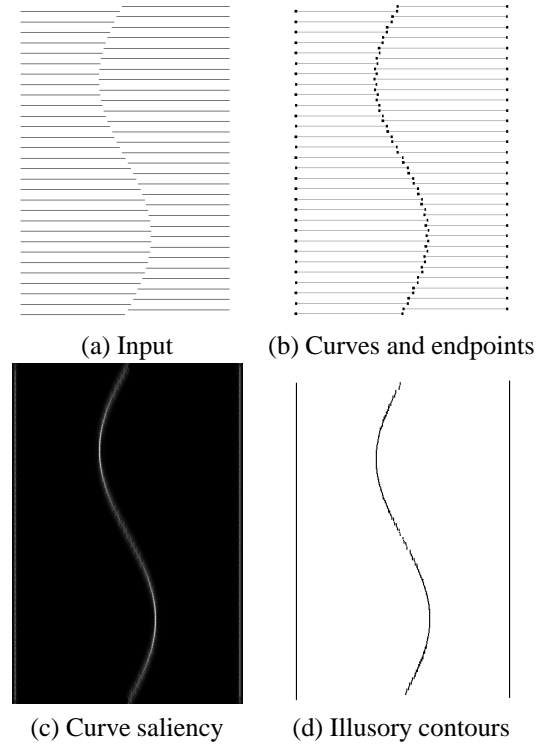 (a) Input
(b) Curves and endpoints
(c) Curve saliency
(d) Illusory contours